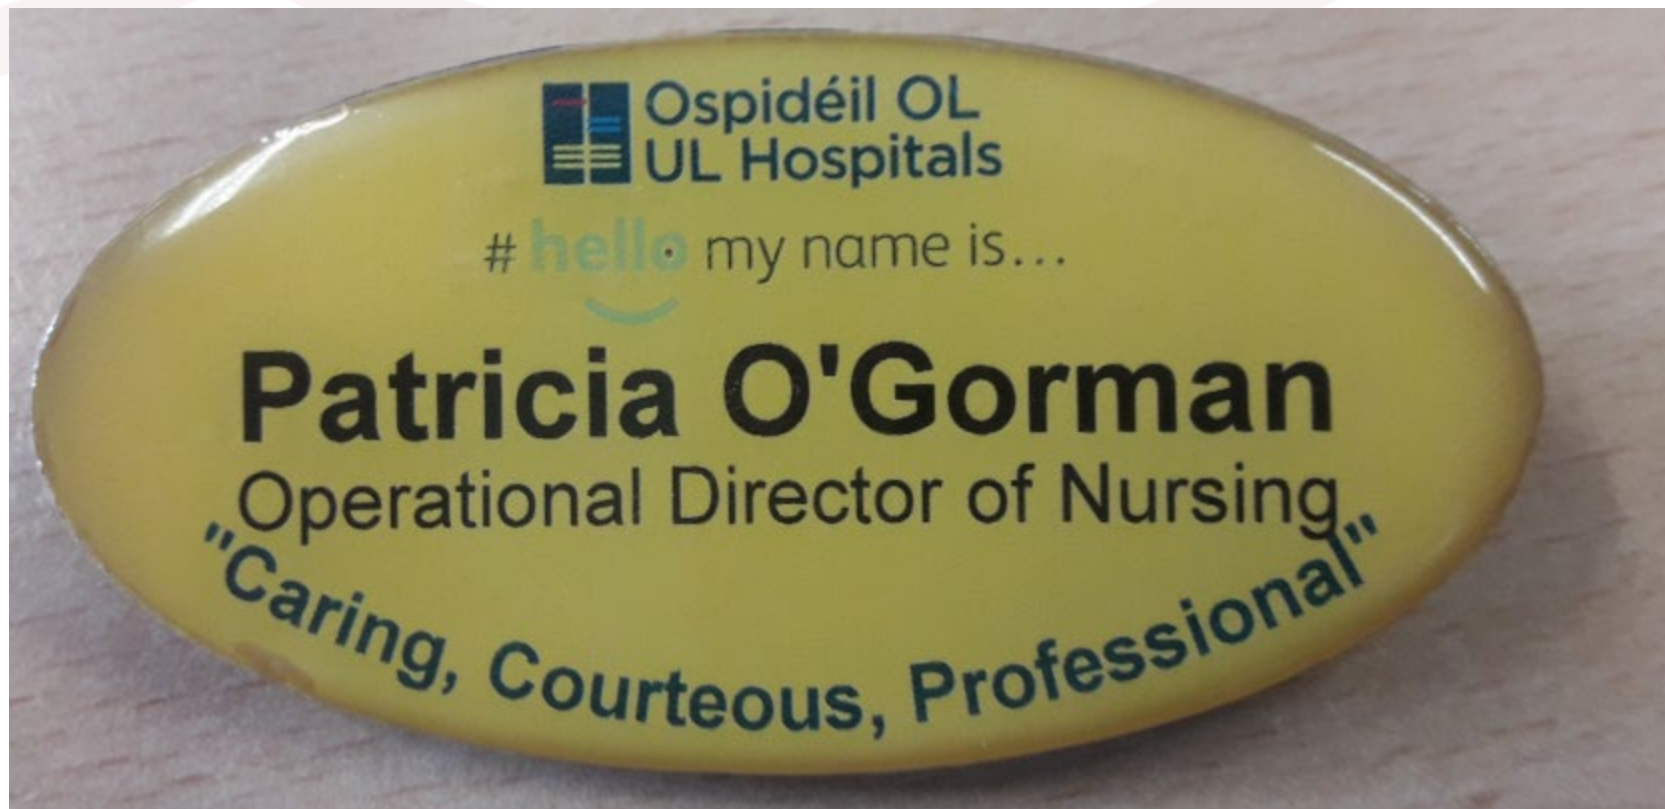 Ospidéil OL
UL Hospitals
# hello my name is...
Patricia O'Gorman
Operational Director of Nursing
"Caring, Courteous, Professional"